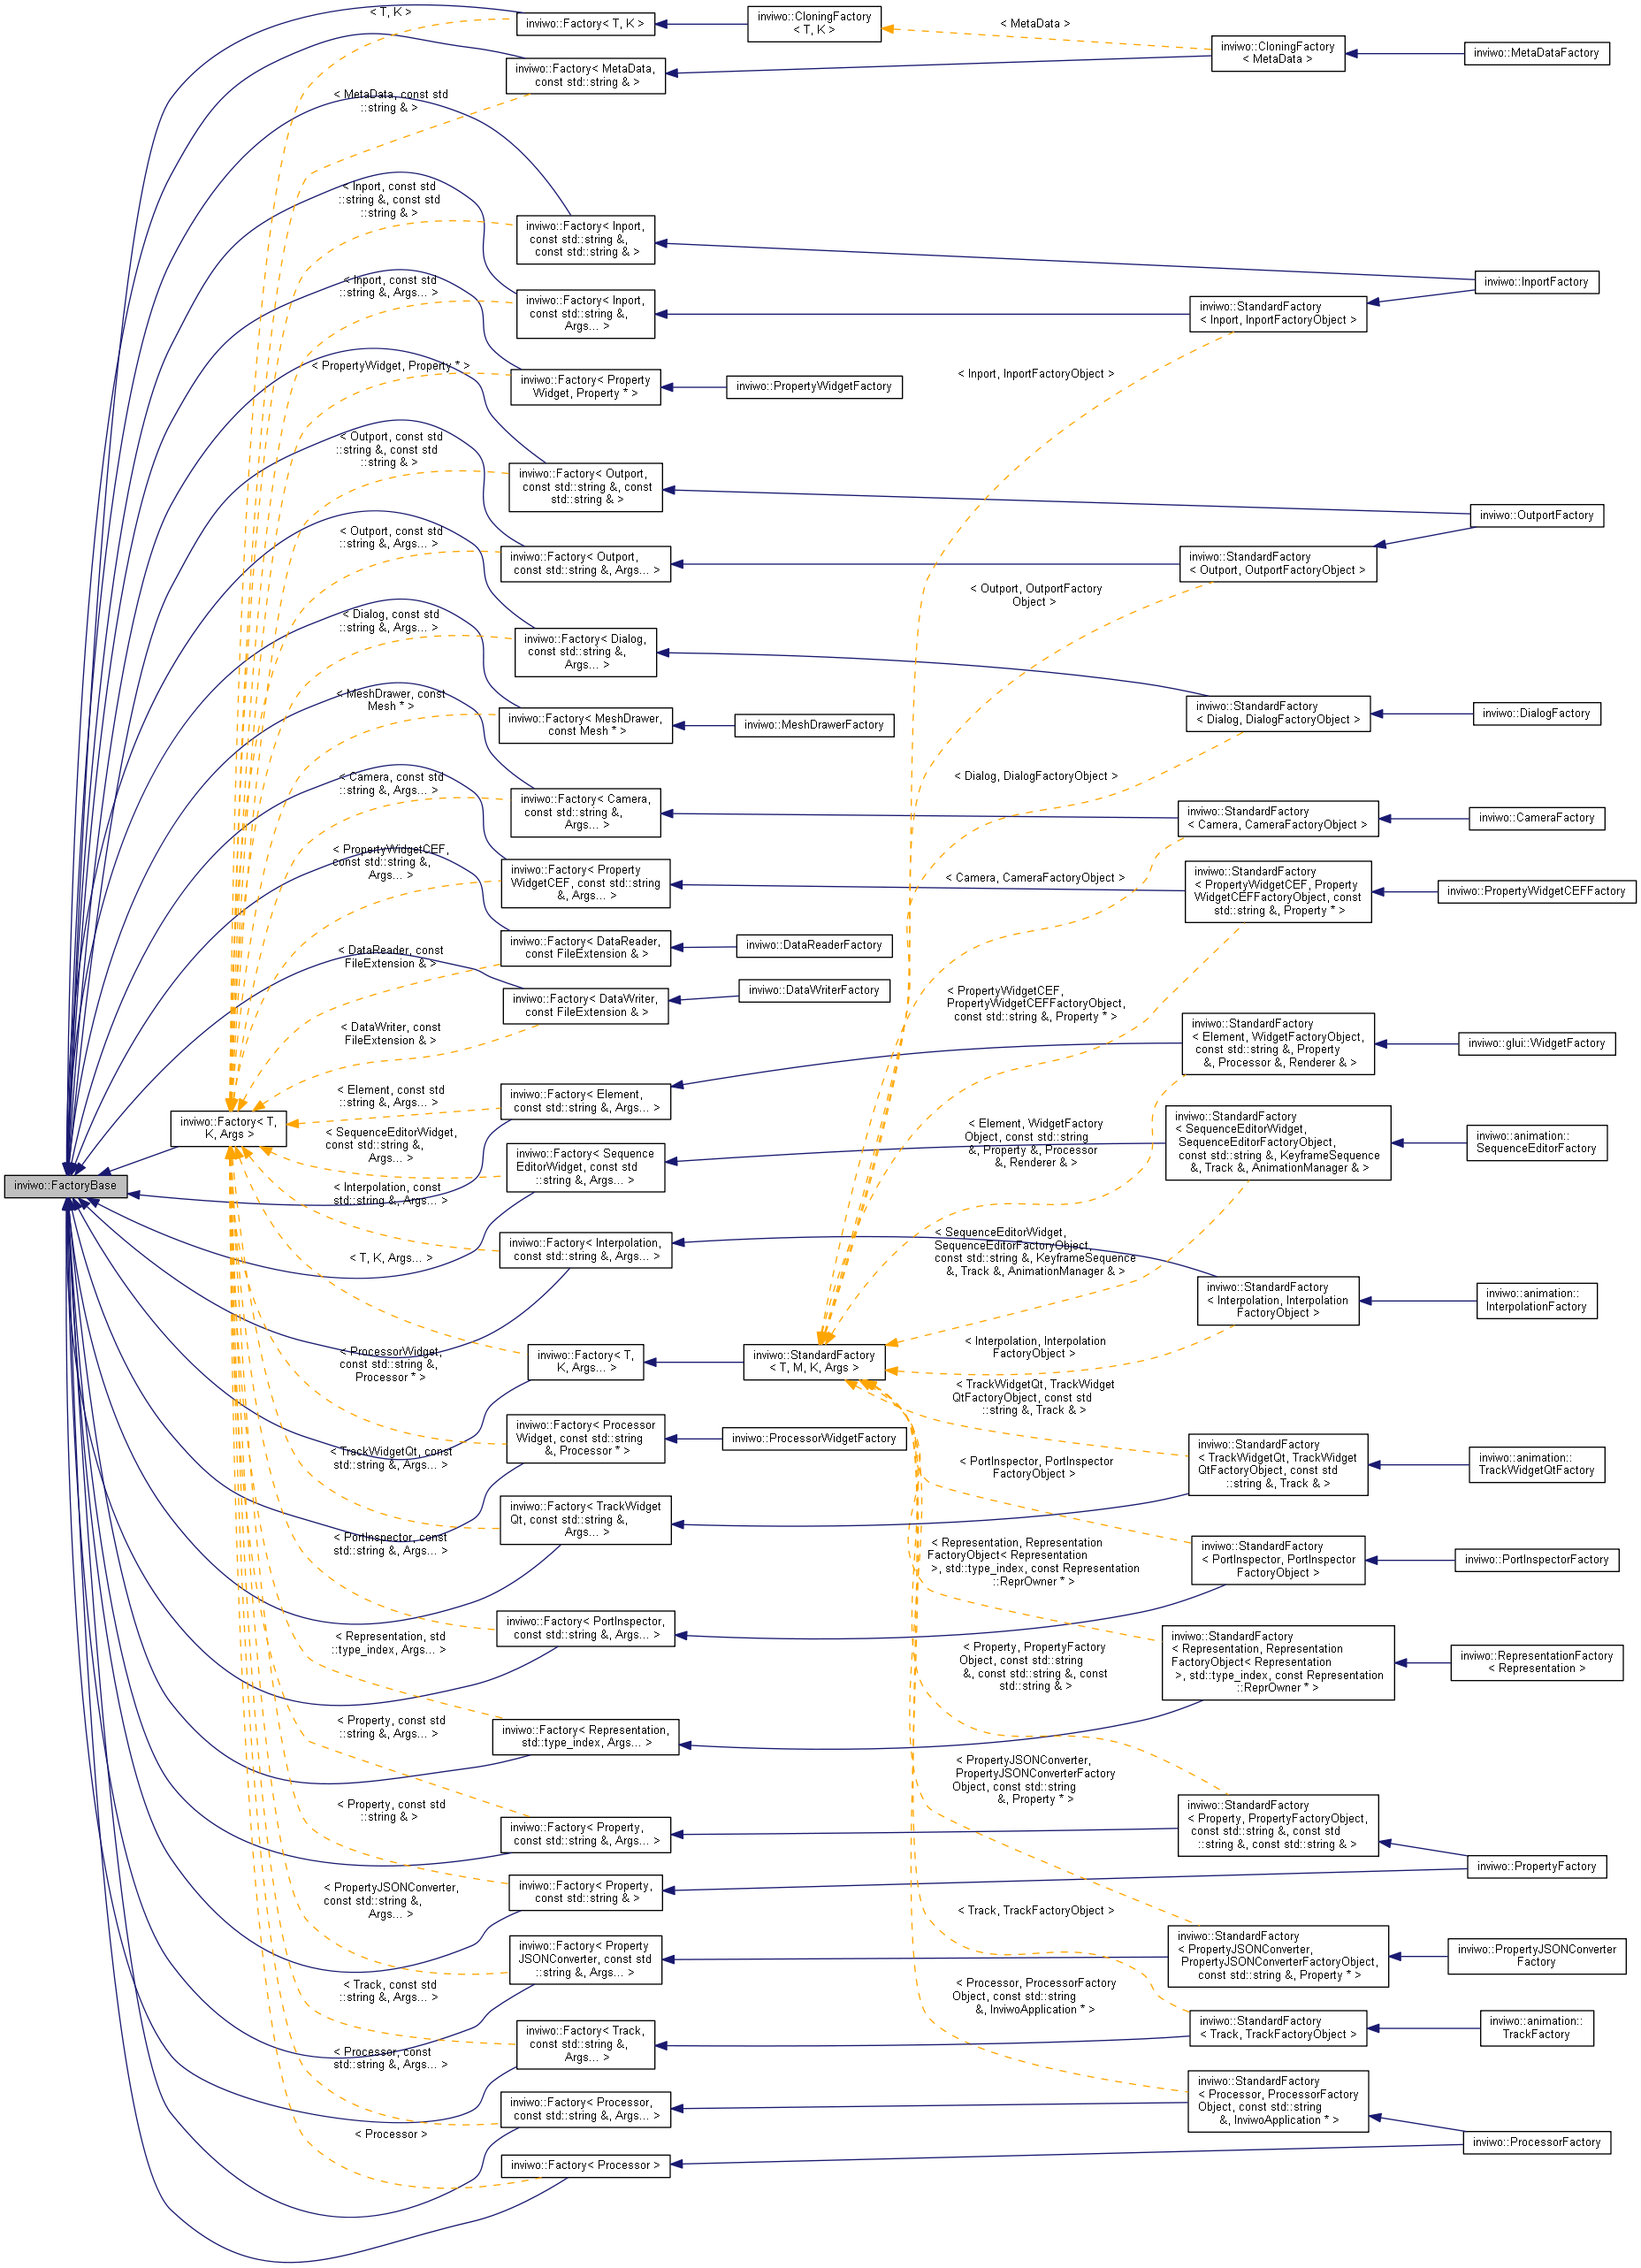 inviwo::FactoryBase
inviwo::Factory< T,
K, Args >
< T, K >
< MetaData, const std
::string & >
< Inport, const std
::string &, const std
::string & >
< Inport, const std
::string &, Args... >
< PropertyWidget, Property * >
< Outport, const std
::string &, const std
::string & >
< Outport, const std
::string &, Args... >
< Dialog, const std
::string &, Args... >
< MeshDrawer, const
Mesh * >
< Camera, const std
::string &, Args... >
< PropertyWidgetCEF,
const std::string &,
Args... >
< DataReader, const
FileExtension & >
< DataWriter, const
FileExtension & >
< Element, const std
::string &, Args... >
< SequenceEditorWidget,
const std::string &,
Args... >
< Interpolation, const
std::string &, Args... >
< T, K, Args... >
< ProcessorWidget,
const std::string &,
Processor * >
< TrackWidgetQt, const
std::string &, Args... >
< PortInspector, const
std::string &, Args... >
< Representation, std
::type_index, Args... >
< Property, const std
::string &, Args... >
< Property, const std
::string & >
< PropertyJSONConverter,
const std::string &,
Args... >
< Track, const std
::string &, Args... >
< Processor, const
std::string &, Args... >
< Processor >
inviwo::Factory< T, K >
inviwo::Factory< MetaData,
const std::string & >
inviwo::Factory< Inport,
const std::string &,
const std::string & >
inviwo::Factory< Inport,
const std::string &,
Args... >
inviwo::Factory< Property
Widget, Property * >
inviwo::Factory< Outport,
const std::string &, const
std::string & >
inviwo::Factory< Outport,
const std::string &, Args... >
inviwo::Factory< Dialog,
const std::string &,
Args... >
inviwo::Factory< MeshDrawer,
const Mesh * >
inviwo::Factory< Camera,
const std::string &,
Args... >
inviwo::Factory< Property
WidgetCEF, const std::string
&, Args... >
inviwo::Factory< DataReader,
const FileExtension & >
inviwo::Factory< DataWriter,
const FileExtension & >
inviwo::Factory< Element,
const std::string &, Args... >
inviwo::Factory< Sequence
EditorWidget, const std
::string &, Args... >
inviwo::Factory< Interpolation,
const std::string &, Args... >
inviwo::Factory< T,
K, Args... >
inviwo::Factory< Processor
Widget, const std::string
&, Processor * >
inviwo::Factory< TrackWidget
Qt, const std::string &,
Args... >
inviwo::Factory< PortInspector,
const std::string &, Args... >
inviwo::Factory< Representation,
std::type_index, Args... >
inviwo::Factory< Property,
const std::string &, Args... >
inviwo::Factory< Property,
const std::string & >
inviwo::Factory< Property
JSONConverter, const std
::string &, Args... >
inviwo::Factory< Track,
const std::string &,
Args... >
inviwo::Factory< Processor,
const std::string &, Args... >
inviwo::Factory< Processor >
inviwo::CloningFactory
< T, K >
inviwo::PropertyWidgetFactory
inviwo::MeshDrawerFactory
inviwo::DataReaderFactory
inviwo::DataWriterFactory
inviwo::StandardFactory
< T, M, K, Args >
inviwo::ProcessorWidgetFactory
< MetaData >
< Inport, InportFactoryObject >
< Outport, OutportFactory
Object >
< Dialog, DialogFactoryObject >
< Camera, CameraFactoryObject >
< PropertyWidgetCEF,
PropertyWidgetCEFFactoryObject,
const std::string &, Property * >
< Element, WidgetFactory
Object, const std::string
&, Property &, Processor
&, Renderer & >
< SequenceEditorWidget,
SequenceEditorFactoryObject,
const std::string &, KeyframeSequence
&, Track &, AnimationManager & >
< Interpolation, Interpolation
FactoryObject >
< TrackWidgetQt, TrackWidget
QtFactoryObject, const std
::string &, Track & >
< PortInspector, PortInspector
FactoryObject >
< Representation, Representation
FactoryObject< Representation
>, std::type_index, const Representation
::ReprOwner * >
< Property, PropertyFactory
Object, const std::string
&, const std::string &, const
std::string & >
< PropertyJSONConverter,
PropertyJSONConverterFactory
Object, const std::string
&, Property * >
< Track, TrackFactoryObject >
< Processor, ProcessorFactory
Object, const std::string
&, InviwoApplication * >
inviwo::CloningFactory
< MetaData >
inviwo::StandardFactory
< Inport, InportFactoryObject >
inviwo::StandardFactory
< Outport, OutportFactoryObject >
inviwo::StandardFactory
< Dialog, DialogFactoryObject >
inviwo::StandardFactory
< Camera, CameraFactoryObject >
inviwo::StandardFactory
< PropertyWidgetCEF, Property
WidgetCEFFactoryObject, const
std::string &, Property * >
inviwo::StandardFactory
< Element, WidgetFactoryObject,
const std::string &, Property
&, Processor &, Renderer & >
inviwo::StandardFactory
< SequenceEditorWidget,
SequenceEditorFactoryObject,
const std::string &, KeyframeSequence
&, Track &, AnimationManager & >
inviwo::StandardFactory
< Interpolation, Interpolation
FactoryObject >
inviwo::StandardFactory
< TrackWidgetQt, TrackWidget
QtFactoryObject, const std
::string &, Track & >
inviwo::StandardFactory
< PortInspector, PortInspector
FactoryObject >
inviwo::StandardFactory
< Representation, Representation
FactoryObject< Representation
>, std::type_index, const Representation
::ReprOwner * >
inviwo::StandardFactory
< Property, PropertyFactoryObject,
const std::string &, const std
::string &, const std::string & >
inviwo::StandardFactory
< PropertyJSONConverter,
PropertyJSONConverterFactoryObject,
const std::string &, Property * >
inviwo::StandardFactory
< Track, TrackFactoryObject >
inviwo::StandardFactory
< Processor, ProcessorFactory
Object, const std::string
&, InviwoApplication * >
inviwo::MetaDataFactory
inviwo::InportFactory
inviwo::OutportFactory
inviwo::DialogFactory
inviwo::CameraFactory
inviwo::PropertyWidgetCEFFactory
inviwo::glui::WidgetFactory
inviwo::animation::
SequenceEditorFactory
inviwo::animation::
InterpolationFactory
inviwo::animation::
TrackWidgetQtFactory
inviwo::PortInspectorFactory
inviwo::RepresentationFactory
< Representation >
inviwo::PropertyFactory
inviwo::PropertyJSONConverter
Factory
inviwo::animation::
TrackFactory
inviwo::ProcessorFactory